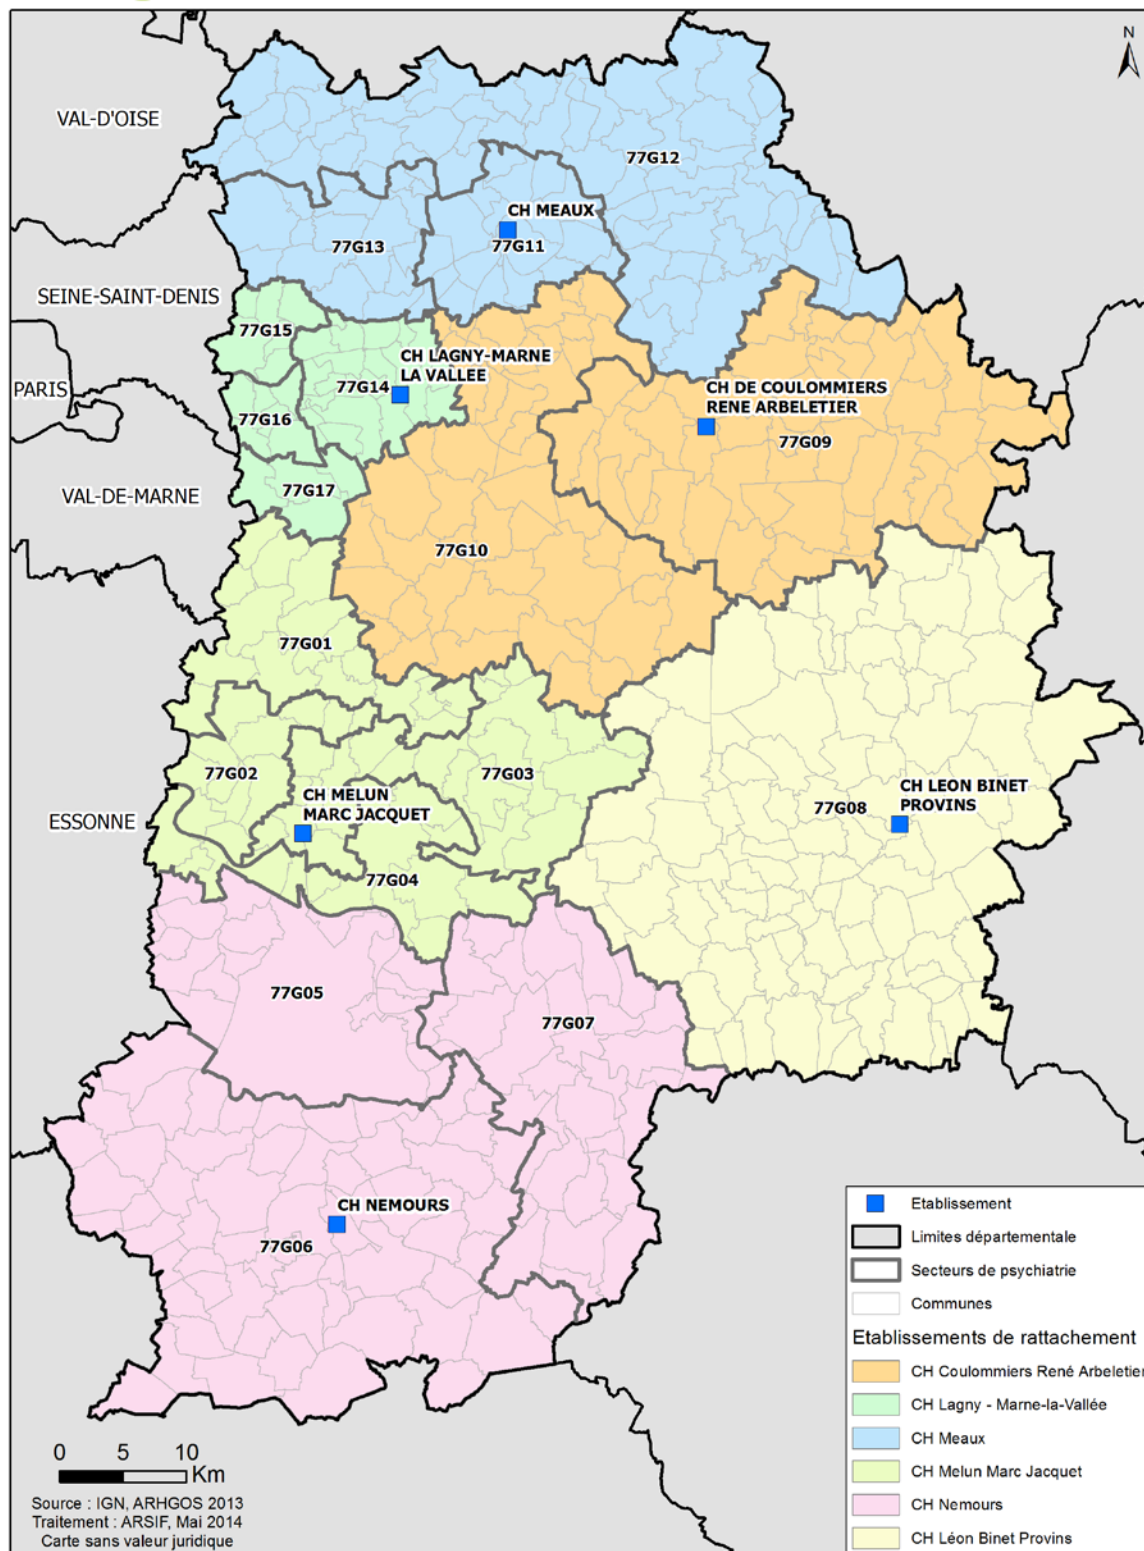 N
VAL-D'OISE
77G12
CH MEAUX
77G13
77G11
SEINE-SAINT-DENIS
77G15
CH LAGNY-MARNE
LA VALLEE
77G14
PARIS
77G16
CH DE COULOMMIERS
RENE ARBELETIER
77G09
VAL-DE-MARNE
77G17
77G10
77G01
77G02
77G03
CH MELUN
MARC JACQUET
CH LEON BINET
PROVINS
77G08
ESSONNE
77G04
77G05
77G07
CH NEMOURS
77G06
Etablissement
Limites départementale
Secteurs de psychiatrie
Communes
Etablissements de rattachement
CH Coulommiers René Arbeletier
CH Lagny - Marne-la-Vallée
CH Meaux
CH Melun Marc Jacquet
CH Nemours
CH Léon Binet Provins
0 5 10
Km
Source : IGN, ARHGOS 2013
Traitement : ARSIF, Mai 2014
Carte sans valeur juridique